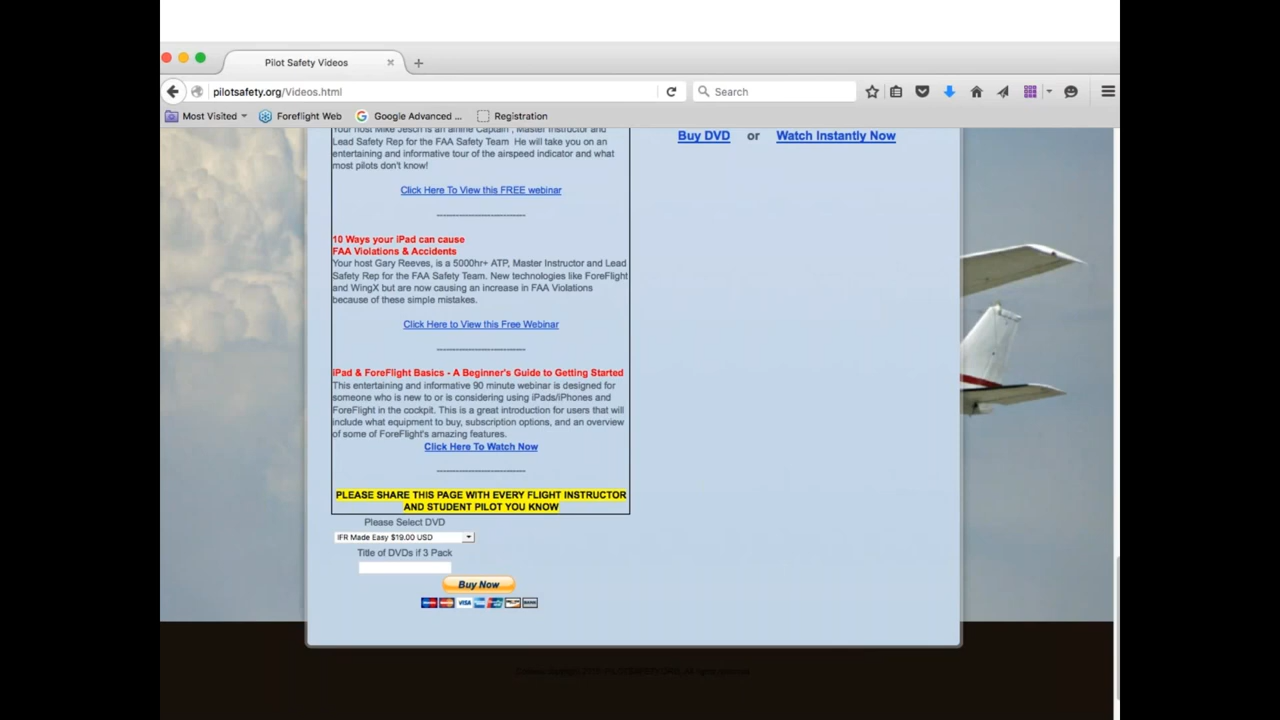 Pilot Safety Videos
pilotsafety.org/Videos.html
Search
Most Visited
Foreflight Web
Google Advanced ...
Registration
Your host Mike Jesch is an airline Captain , Master Instructor and
Lead Safety Rep for the FAA Safety Team He will take you on an
entertaining and informative tour of the airspeed indicator and what
most pilots don't know!
Click Here To View this FREE webinar
-----------------------------
10 Ways your iPad can cause
FAA Violations & Accidents
Your host Gary Reeves, is a 5000hr+ ATP, Master Instructor and Lead
Safety Rep for the FAA Safety Team. New technologies like ForeFlight
and WingX but are now causing an increase in FAA Violations
because of these simple mistakes.
Click Here to View this Free Webinar
-----------------------------
iPad & ForeFlight Basics - A Beginner's Guide to Getting Started
This entertaining and informative 90 minute webinar is designed for
someone who is new to or is considering using iPads/iPhones and
ForeFlight in the cockpit. This is a great introduction for users that will
include what equipment to buy, subscription options, and an overview
of some of ForeFlight's amazing features.
Click Here To Watch Now
-----------------------------
PLEASE SHARE THIS PAGE WITH EVERY FLIGHT INSTRUCTOR
AND STUDENT PILOT YOU KNOW
Please Select DVD
IFR Made Easy $19.00 USD
Title of DVDs if 3 Pack
Buy Now
VISA
Buy DVD or Watch Instantly Now